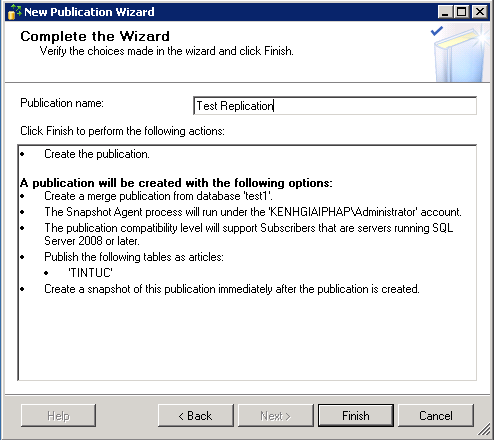 New Publication Wizard
Complete the Wizard
Verify the choices made in the wizard and click Finish.
Publication name:
Test Replication
Click Finish to perform the following actions:
• Create the publication.
A publication will be created with the following options:
• Create a merge publication from database 'test1'.
• The Snapshot Agent process will run under the 'KENHGIAIPHAP\Administrator' account.
• The publication compatibility level will support Subscribers that are servers running SQL
Server 2008 or later.
• Publish the following tables as articles:
• 'TINTUC'
• Create a snapshot of this publication immediately after the publication is created.
Help
< Back
Next >
Finish
Cancel